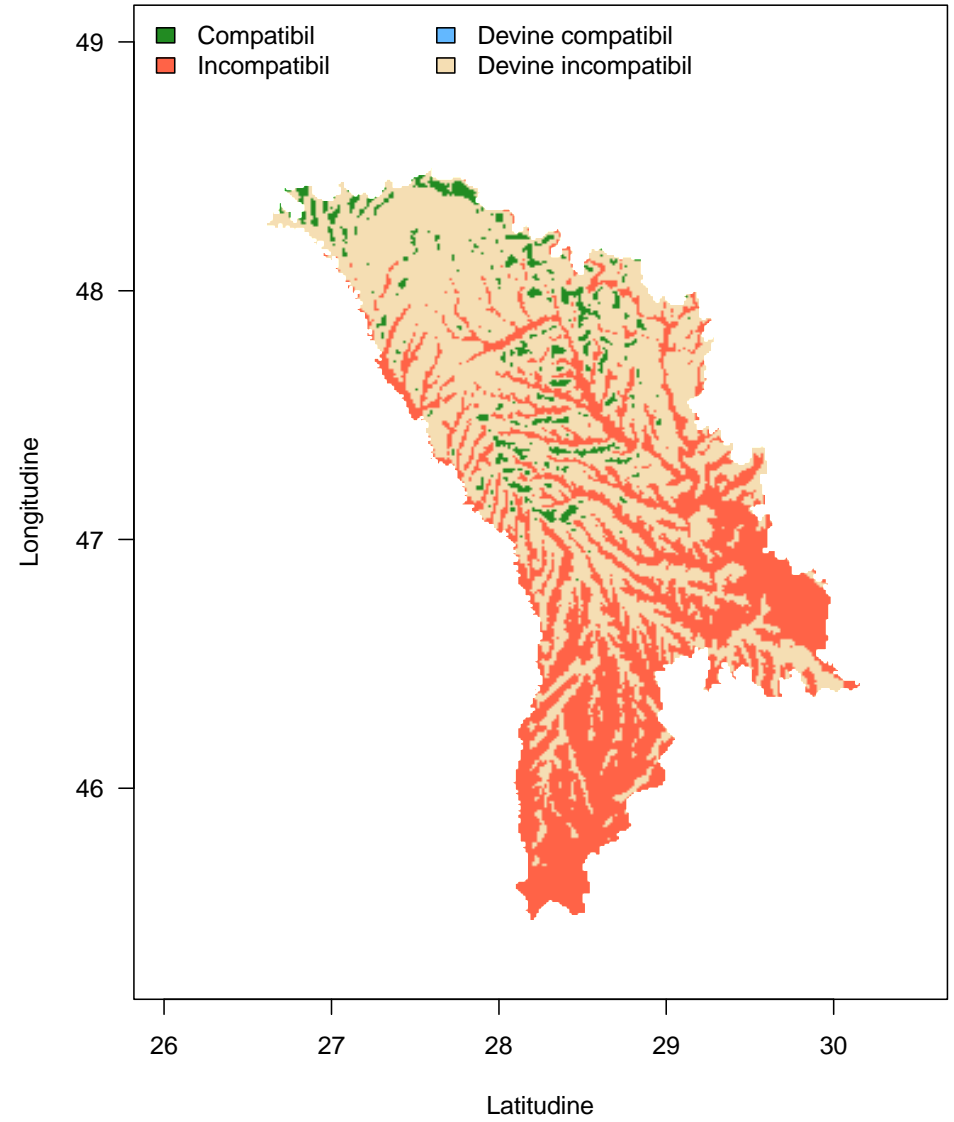 Compatibil Devine compatibil
Incompatibil Devine incompatibil
49
48
47
46
Longitudine
26 27 28 29 30
Latitudine